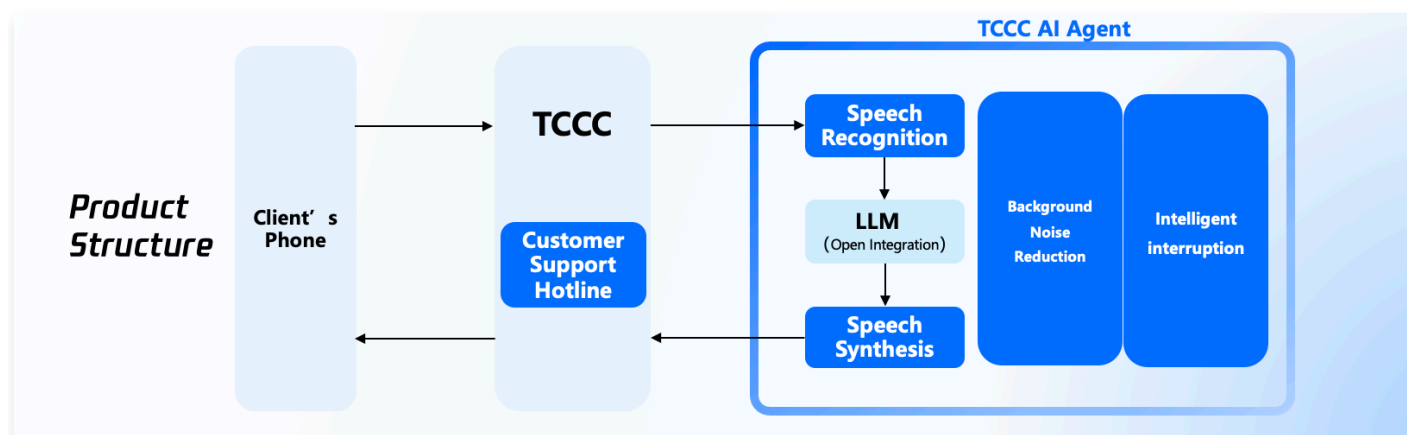 TCCC AI Agent
Product
Structure
Client’s
Phone
TCCC
Customer
Support
Hotline
Speech
Recognition
LLM
(Open Integration)
Speech
Synthesis
Background
Noise
Reduction
Intelligent
interruption